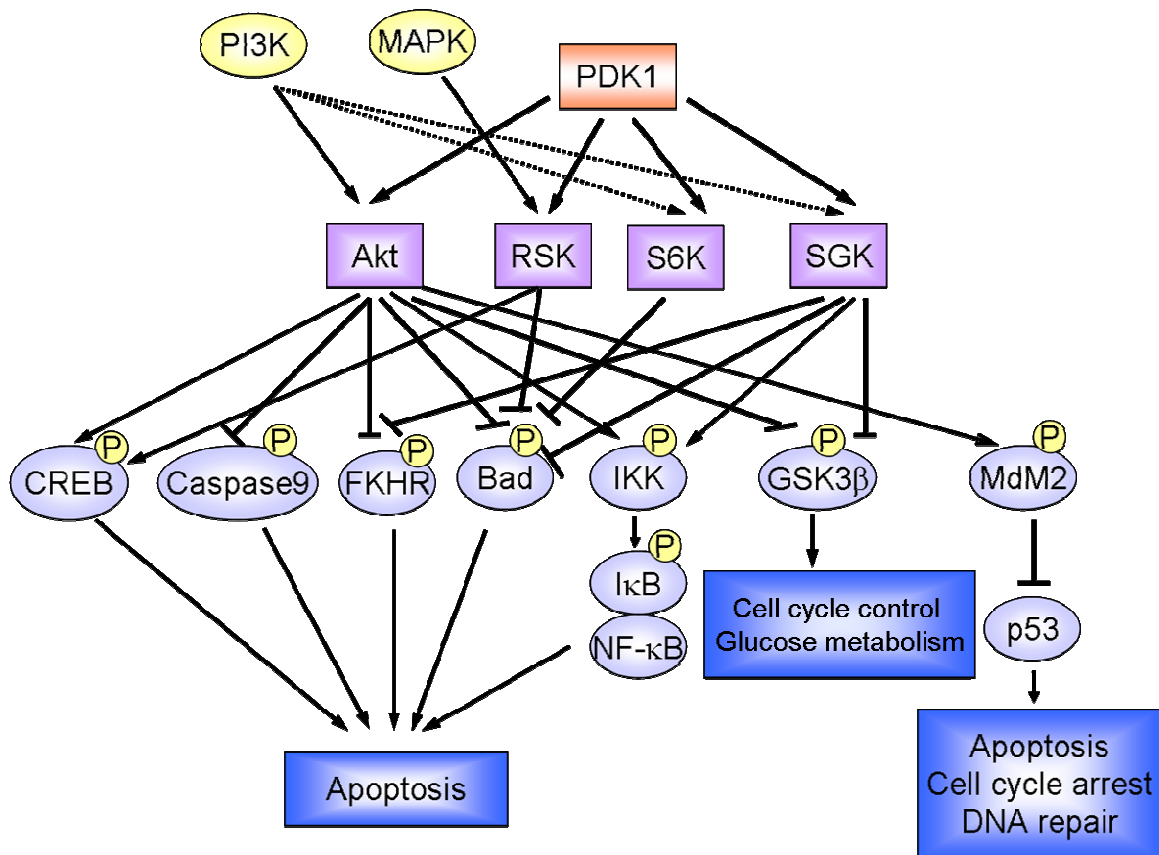 PI3K
MAPK
PDK1
Akt
RSK
S6K
SGK
P
P
P
P
P
P
P
CREB
Caspase9
FKHR
Bad
IKK
GSK3β
MdM2
P
IκB
NF-κB
Cell cycle control
Glucose metabolism
p53
Apoptosis
Apoptosis
Cell cycle arrest
DNA repair